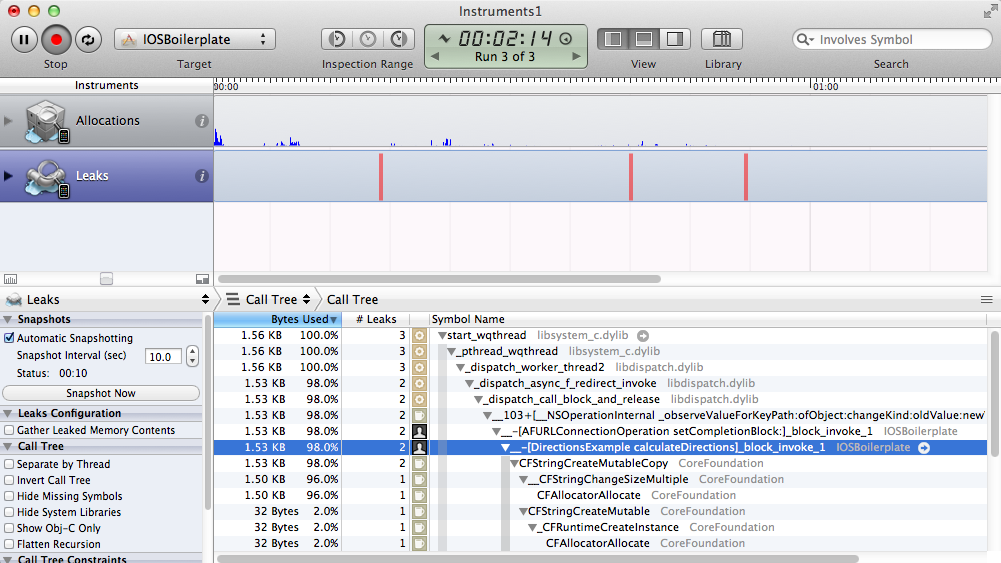 Instruments1
IOSBoilerplate
00:02:14
Run 3 of 3
Involves Symbol
Stop
Target
Inspection Range
View
Library
Search
Instruments
00:00
01:00
Allocations
Leaks
Leaks
Call Tree
Call Tree
Snapshots
Automatic Snapshotting
Snapshot Interval (sec) 10.0
Status: 00:10
Snapshot Now
Leaks Configuration
Gather Leaked Memory Contents
Call Tree
Separate by Thread
Invert Call Tree
Hide Missing Symbols
Hide System Libraries
Show Obj-C Only
Flatten Recursion
Call Tree Constraints
Bytes Used # Leaks Symbol Name
1.56 KB 100.0% 3 start_wqthread libsystem_c.dylib
1.56 KB 100.0% 3 _pthread_wqthread libsystem_c.dylib
1.56 KB 100.0% 3 _dispatch_worker_thread2 libdispatch.dylib
1.53 KB 98.0% 2 _dispatch_async_f_redirect_invoke libdispatch.dylib
1.53 KB 98.0% 2 _dispatch_call_block_and_release libdispatch.dylib
1.53 KB 98.0% 2 __103+[__NSOperationInternal _observeValueForKeyPath:ofObject:changeKind:oldValue:new
1.53 KB 98.0% 2 __-[AFURLConnectionOperation setCompletionBlock:]_block_invoke_1 IOSBoilerplate
1.53 KB 98.0% 2 __-[DirectionsExample calculateDirections]_block_invoke_1 IOSBoilerplate
1.53 KB 98.0% 2 CFStringCreateMutableCopy CoreFoundation
1.50 KB 96.0% 1 __CFStringChangeSizeMultiple CoreFoundation
1.50 KB 96.0% 1 CFAllocatorAllocate CoreFoundation
32 Bytes 2.0% 1 CFStringCreateMutable CoreFoundation
32 Bytes 2.0% 1 _CFRuntimeCreateInstance CoreFoundation
32 Bytes 2.0% 1 CFAllocatorAllocate CoreFoundation